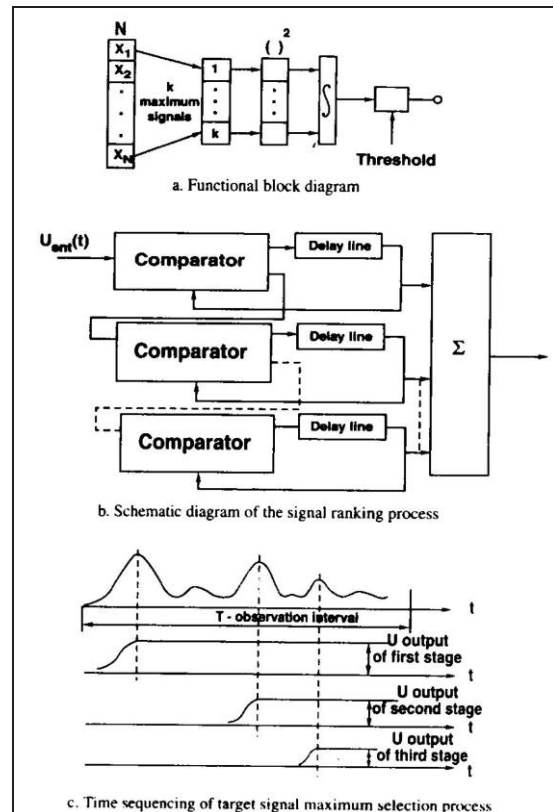 N
X1
X2
XN
k
maximum
signals
1
k
( )²
∫
Threshold
a. Functional block diagram
Uent(t)
Comparator
Delay line
Comparator
Delay line
Comparator
Delay line
Σ
b. Schematic diagram of the signal ranking process
t
T - observation interval
U output
of first stage
t
U output
of second stage
t
U output
of third stage
t
c. Time sequencing of target signal maximum selection process